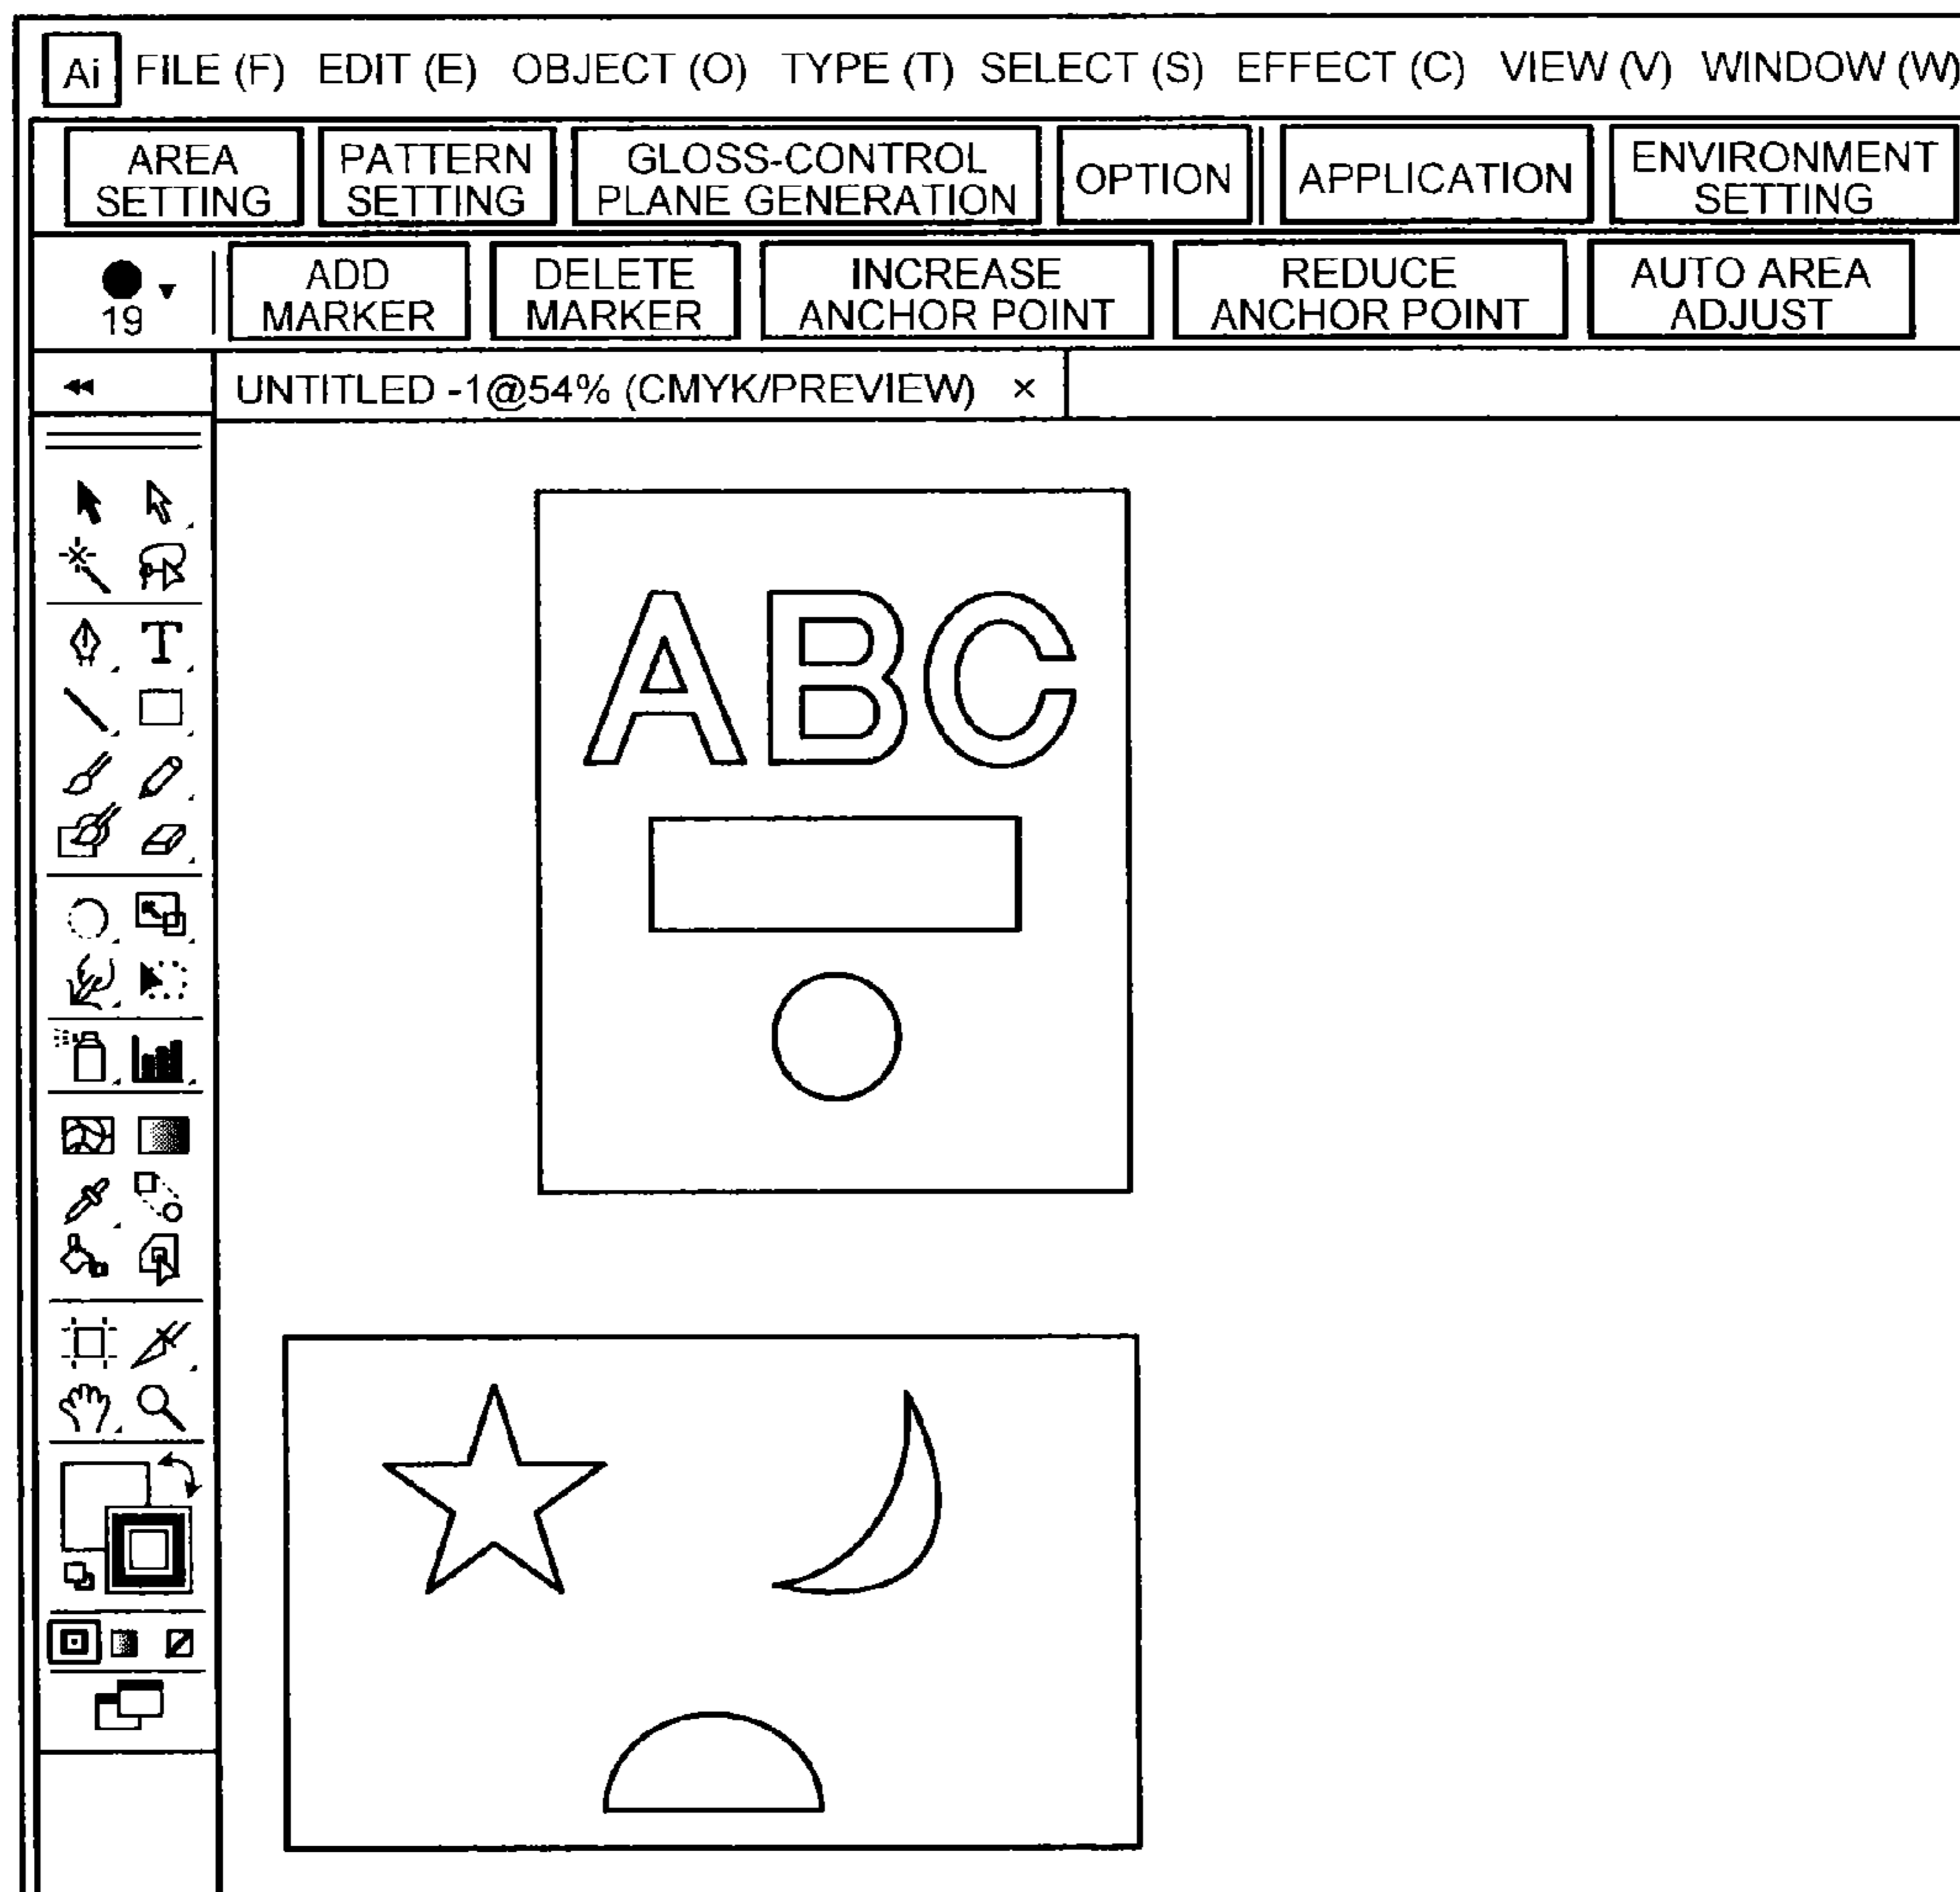 Ai FILE (F) EDIT (E) OBJECT (O) TYPE (T) SELECT (S) EFFECT (C) VIEW (V) WINDOW (W)
AREA SETTING PATTERN SETTING GLOSS-CONTROL PLANE GENERATION OPTION APPLICATION ENVIRONMENT SETTING
19 ADD MARKER DELETE MARKER INCREASE ANCHOR POINT REDUCE ANCHOR POINT AUTO AREA ADJUST
UNTITLED -1@54% (CMYK/PREVIEW) ×
T
ABC